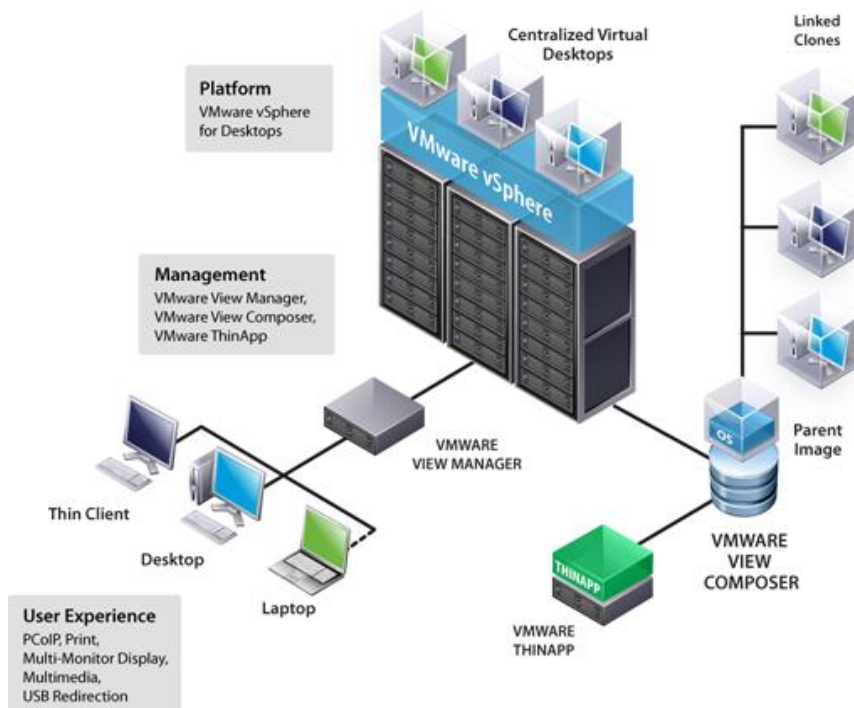 Centralized Virtual
Desktops
Linked
Clones
Platform
VMware vSphere
for Desktops
VMware vSphere
Management
VMware View Manager,
VMware View Composer,
VMware ThinApp
VMWARE
VIEW MANAGER
OS
Parent
Image
Thin Client
Desktop
Laptop
VMWARE
VIEW
COMPOSER
THINAPP
VMWARE
THINAPP
User Experience
PCoIP, Print,
Multi-Monitor Display,
Multimedia,
USB Redirection